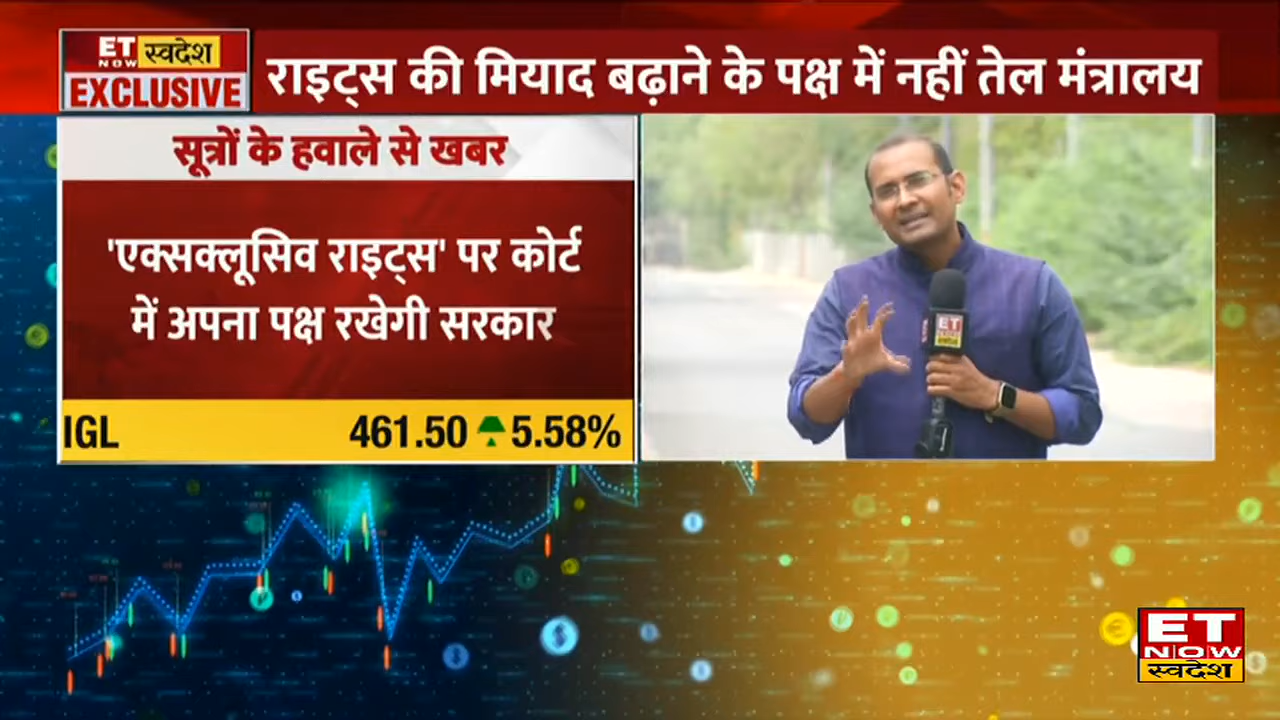 ET
NOW
स्वदेश
EXCLUSIVE
राइट्स की मियाद बढ़ाने के पक्ष में नहीं तेल मंत्रालय
सूत्रों के हवाले से खबर
'एक्सक्लूसिव राइट्स' पर कोर्ट
में अपना पक्ष रखेगी सरकार
IGL 461.50 5.58%
ET
ET
NOW
स्वदेश